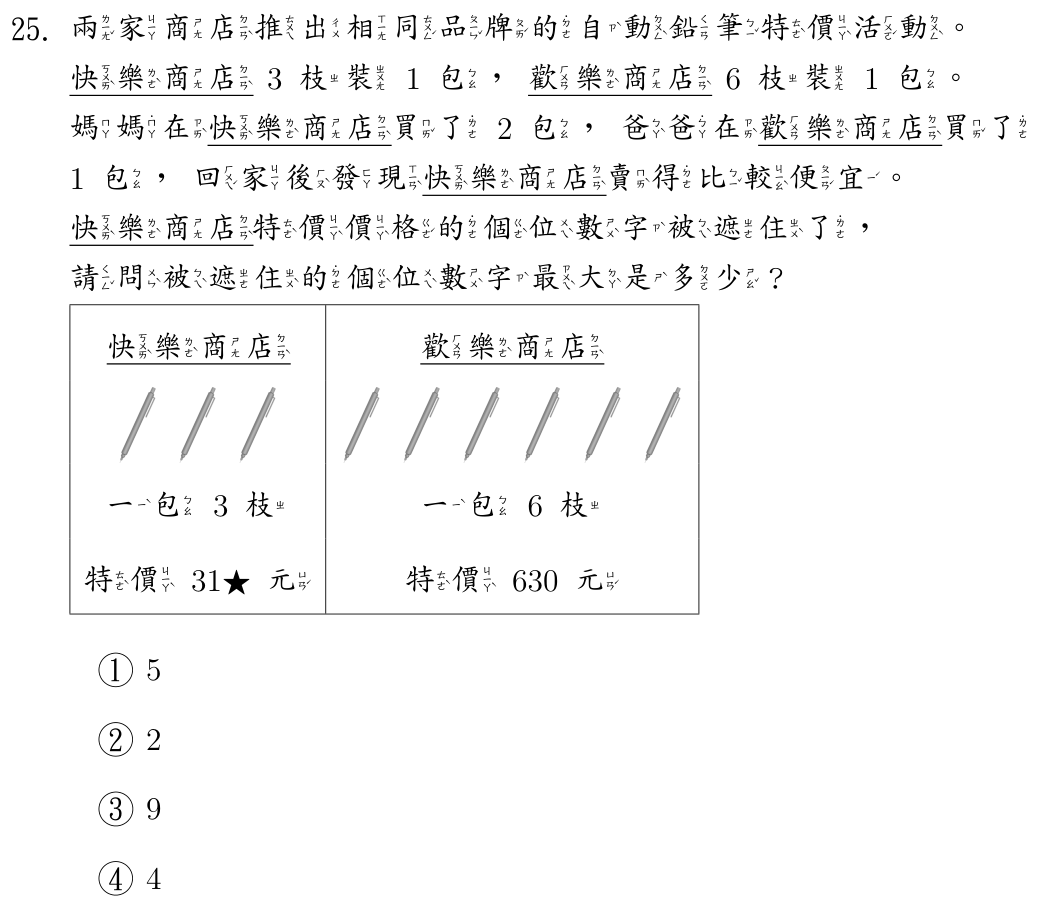 25. 兩家商店推出相同品牌的自動鉛筆特價活動。
快樂商店 3 枝裝 1 包，歡樂商店 6 枝裝 1 包。
媽媽在快樂商店買了 2 包，爸爸在歡樂商店買了
1 包，回家後發現快樂商店賣得比較便宜。
快樂商店特價價格的個位數字被遮住了，
請問被遮住的個位數字最大是多少？
快樂商店
一包 3 枝
特價 31★ 元
歡樂商店
一包 6 枝
特價 630 元
① 5
② 2
③ 9
④ 4